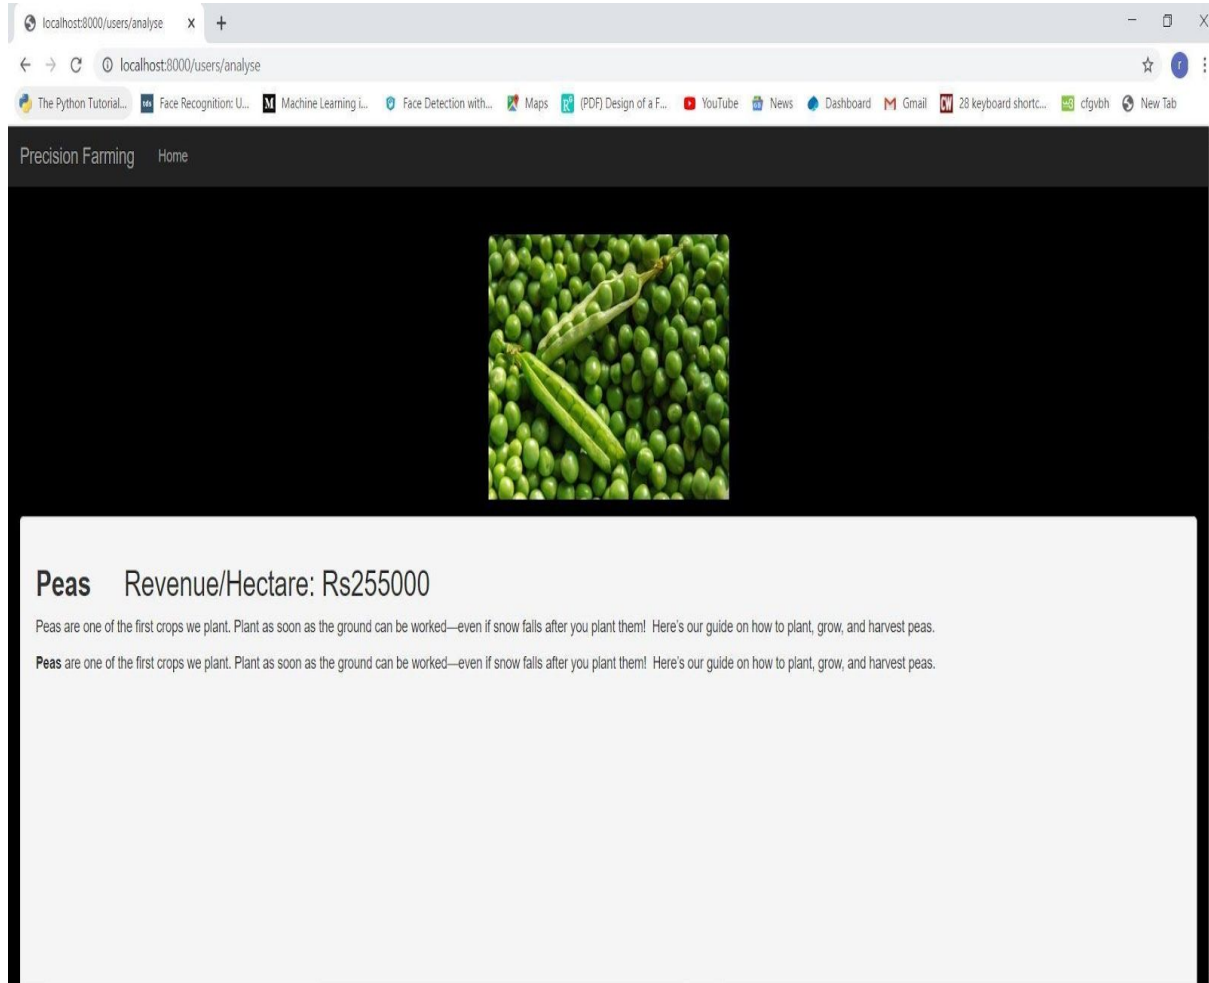 localhost:8000/users/analyse
localhost:8000/users/analyse
The Python Tutorial... tds Face Recognition: U... M Machine Learning i... Face Detection with... Maps R (PDF) Design of a F... YouTube News Dashboard M Gmail CW 28 keyboard shortc... cfgvbh New Tab
Precision Farming Home
Peas Revenue/Hectare: Rs255000
Peas are one of the first crops we plant. Plant as soon as the ground can be worked—even if snow falls after you plant them! Here's our guide on how to plant, grow, and harvest peas.
Peas are one of the first crops we plant. Plant as soon as the ground can be worked—even if snow falls after you plant them! Here's our guide on how to plant, grow, and harvest peas.